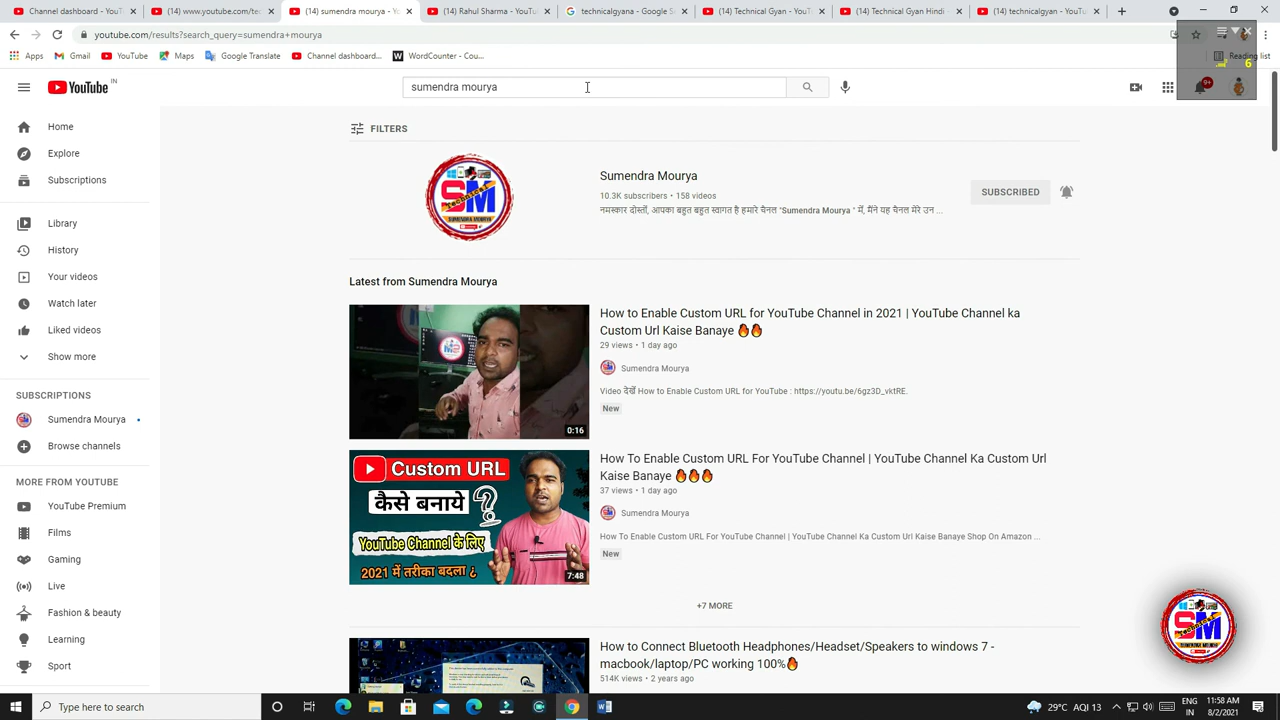 Channel dashboard - YouTu
(14) www.youtube.com/tec
(14) sumendra mourya - Y
(14) Rahul Sharma - YouTu
technicalgyana - Google S
(14) Technical Gyan - YouT
(14) Technical Gyan Hindi -
(14) technicalgyan - YouTu
youtube.com/results?search_query=sumendra+mourya
Apps
Gmail
YouTube
Maps
Google Translate
Channel dashboard...
WordCounter - Cou...
Reading list
6
YouTube IN
sumendra mourya
9+
Home
Explore
Subscriptions
Library
History
Your videos
Watch later
Liked videos
Show more
SUBSCRIPTIONS
Sumendra Mourya
Browse channels
MORE FROM YOUTUBE
YouTube Premium
Films
Gaming
Live
Fashion & beauty
Learning
Sport
FILTERS
SM
technical
SUMENDRA MOURYA
Sumendra Mourya
10.3K subscribers • 158 videos
नमस्कार दोस्तों, आपका बहुत बहुत स्वागत है हमारे चैनल "Sumendra Mourya " में, मैंने यह चैनल मेरे उन ...
SUBSCRIBED
Latest from Sumendra Mourya
0:16
How to Enable Custom URL for YouTube Channel in 2021 | YouTube Channel ka
Custom Url Kaise Banaye 🔥🔥
29 views • 1 day ago
Sumendra Mourya
Video देखें How to Enable Custom URL for YouTube : https://youtu.be/6gz3D_vktRE.
New
Custom URL
कैसे बनाये ?
YouTube Channel के लिए
2021 में तरीका बदला ¿
7:48
How To Enable Custom URL For YouTube Channel | YouTube Channel Ka Custom Url
Kaise Banaye 🔥🔥🔥
37 views • 1 day ago
Sumendra Mourya
How To Enable Custom URL For YouTube Channel | YouTube Channel Ka Custom Url Kaise Banaye Shop On Amazon ...
New
+7 MORE
How to Connect Bluetooth Headphones/Headset/Speakers to windows 7 -
macbook/laptop/PC working 100%🔥
514K views • 2 years ago
SM
technical
SUMENDRA MOURYA
Type here to search
29°C AQI 13
ENG
IN
11:58 AM
8/2/2021